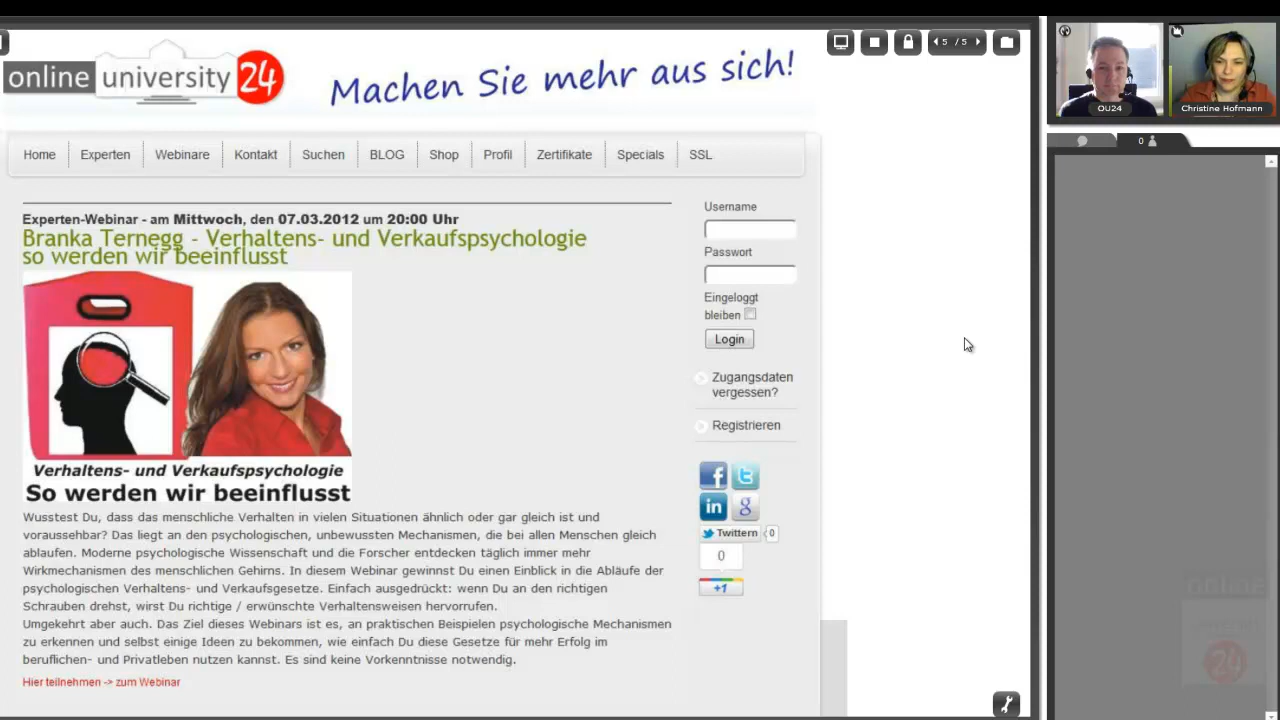 online university 24
Machen Sie mehr aus sich!
5 / 5
OU24
Christine Hofmann
0
Home
Experten
Webinare
Kontakt
Suchen
BLOG
Shop
Profil
Zertifikate
Specials
SSL
Experten-Webinar - am Mittwoch, den 07.03.2012 um 20:00 Uhr
Branka Ternegg - Verhaltens- und Verkaufspsychologie
so werden wir beeinflusst
Verhaltens- und Verkaufspsychologie
So werden wir beeinflusst
Wusstest Du, dass das menschliche Verhalten in vielen Situationen ähnlich oder gar gleich ist und
voraussehbar? Das liegt an den psychologischen, unbewussten Mechanismen, die bei allen Menschen gleich
ablaufen. Moderne psychologische Wissenschaft und die Forscher entdecken täglich immer mehr
Wirkmechanismen des menschlichen Gehirns. In diesem Webinar gewinnst Du einen Einblick in die Abläufe der
psychologischen Verhaltens- und Verkaufsgesetze. Einfach ausgedrückt: wenn Du an den richtigen
Schrauben drehst, wirst Du richtige / erwünschte Verhaltensweisen hervorrufen.
Umgekehrt aber auch. Das Ziel dieses Webinars ist es, an praktischen Beispielen psychologische Mechanismen
zu erkennen und selbst einige Ideen zu bekommen, wie einfach Du diese Gesetze für mehr Erfolg im
beruflichen- und Privatleben nutzen kannst. Es sind keine Vorkenntnisse notwendig.
Hier teilnehmen -> zum Webinar
Username
Passwort
Eingeloggt
bleiben
Login
Zugangsdaten
vergessen?
Registrieren
f
t
in
g
Twittern
0
0
+1
ONLINE
24